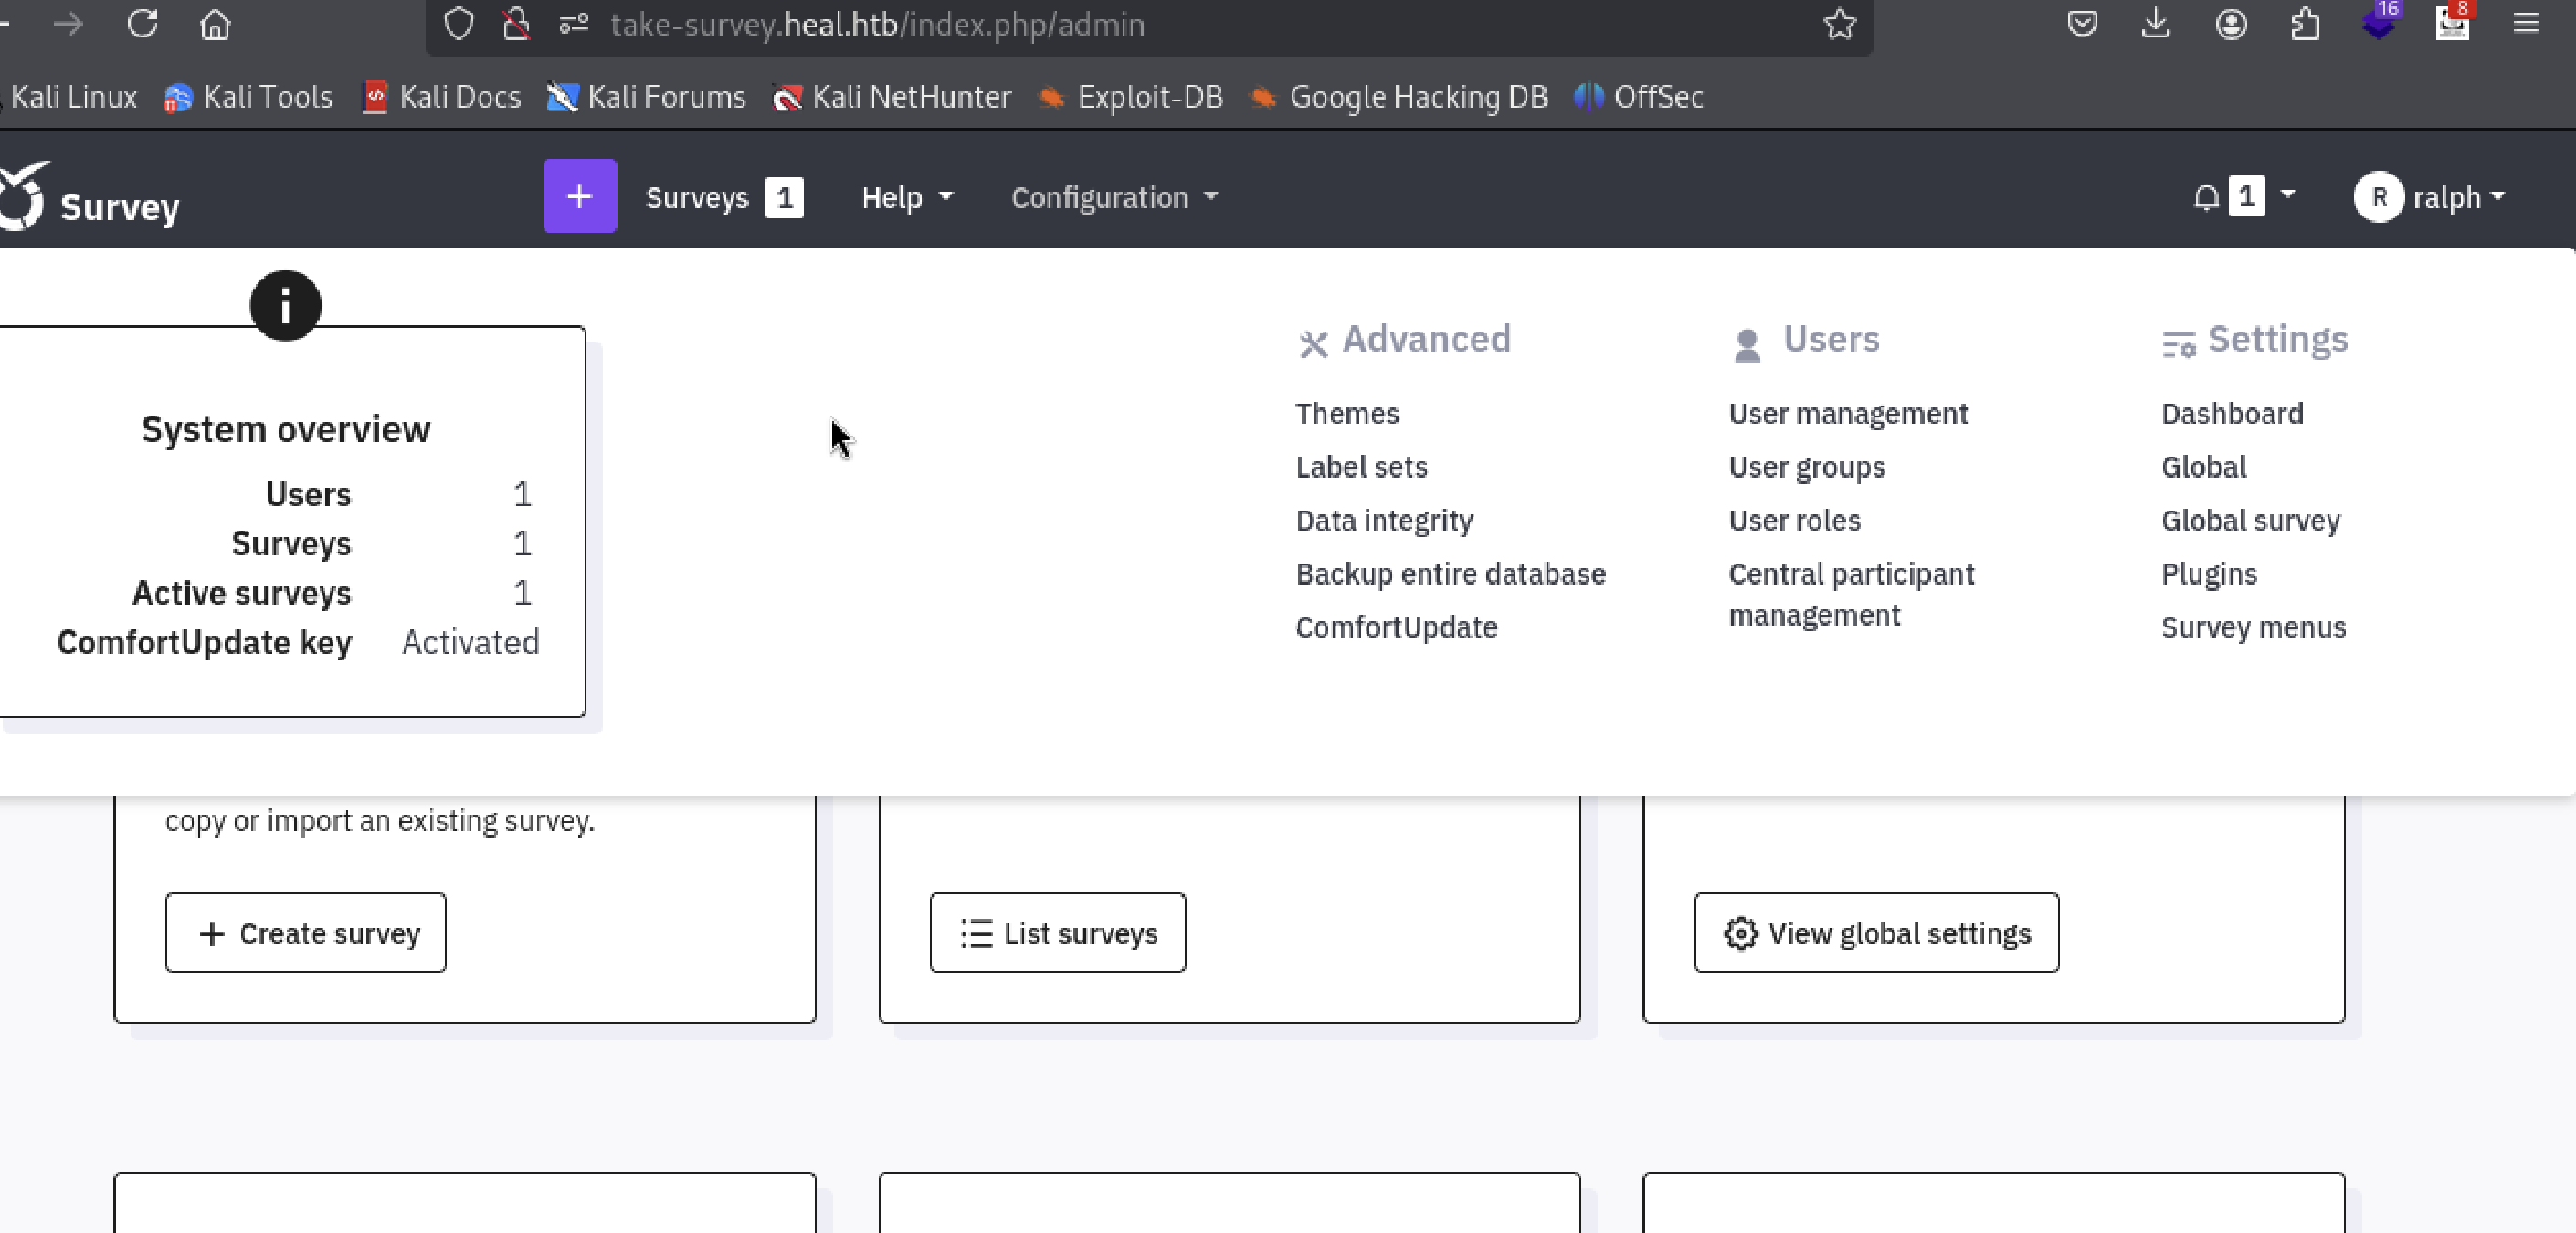 take-survey.heal.htb/index.php/admin
16
8
Kali Linux Kali Tools Kali Docs Kali Forums Kali NetHunter Exploit-DB Google Hacking DB OffSec
Survey
+ Surveys 1 Help Configuration 1 R ralph
i
System overview
Users 1
Surveys 1
Active surveys 1
ComfortUpdate key Activated
Advanced
Themes
Label sets
Data integrity
Backup entire database
ComfortUpdate
Users
User management
User groups
User roles
Central participant
management
Settings
Dashboard
Global
Global survey
Plugins
Survey menus
copy or import an existing survey.
+ Create survey
List surveys
View global settings